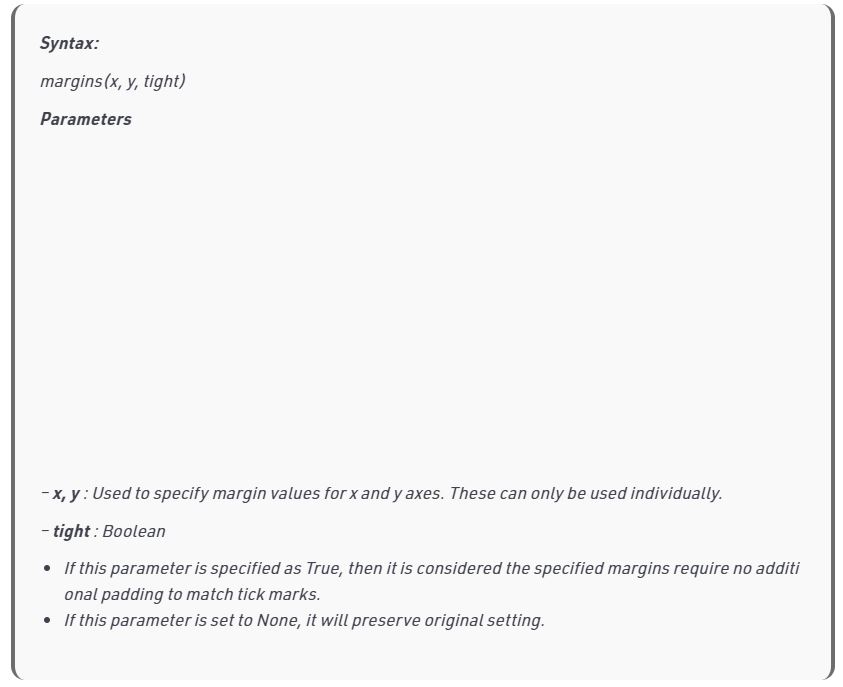 Syntax:
margins(x, y, tight)
Parameters
– x, y : Used to specify margin values for x and y axes. These can only be used individually.
– tight : Boolean
• If this parameter is specified as True, then it is considered the specified margins require no additi
onal padding to match tick marks.
• If this parameter is set to None, it will preserve original setting.